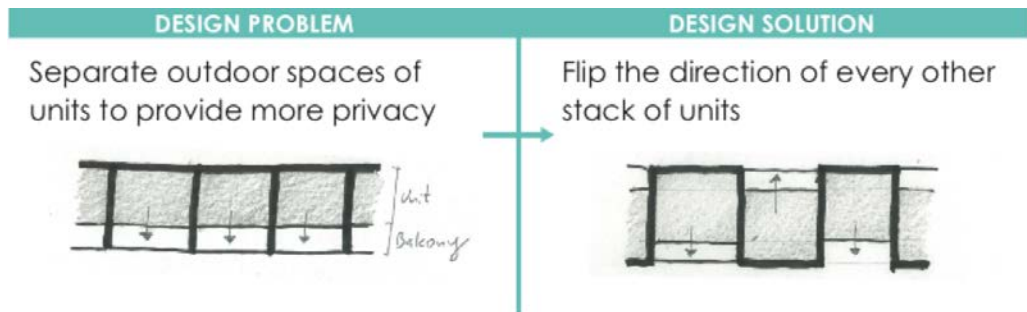 DESIGN PROBLEM
Separate outdoor spaces of
units to provide more privacy
Unit
Balcony
DESIGN SOLUTION
Flip the direction of every other
stack of units